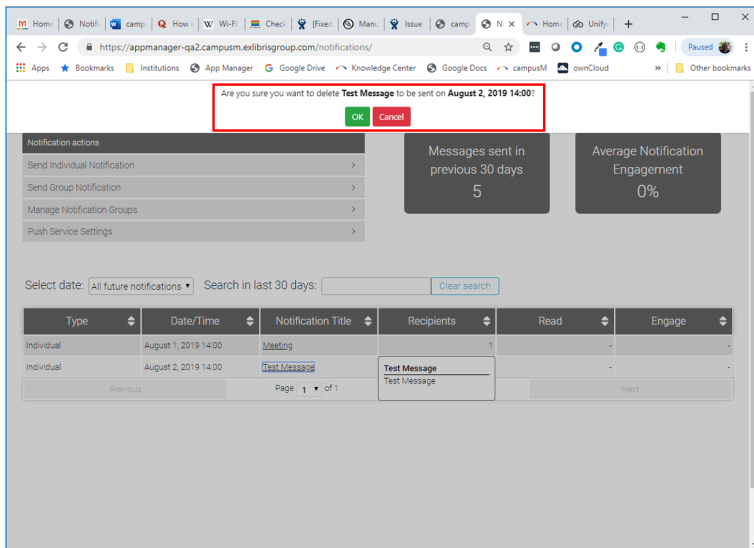 Home
Notifi
camp
Q How
W Wi-Fi
Check
[Fixed
Manu
Issue
camp
N
Home
Unify
https://appmanager-qa2.campusm.exlibrisgroup.com/notifications/
Paused
Apps Bookmarks Institutions App Manager Google Drive Knowledge Center Google Docs campusM ownCloud » Other bookmarks
Are you sure you want to delete Test Message to be sent on August 2, 2019 14:00?
OK Cancel
Notification actions
Send Individual Notification >
Send Group Notification >
Manage Notification Groups >
Push Service Settings >
Messages sent in
previous 30 days
5
Average Notification
Engagement
0%
Select date: All future notifications Search in last 30 days: Clear search
Type Date/Time Notification Title Recipients Read Engage
Individual August 1, 2019 14:00 Meeting 1 - -
Individual August 2, 2019 14:00 Test Message - -
Test Message
Test Message
Previous Page 1 of 1 Next